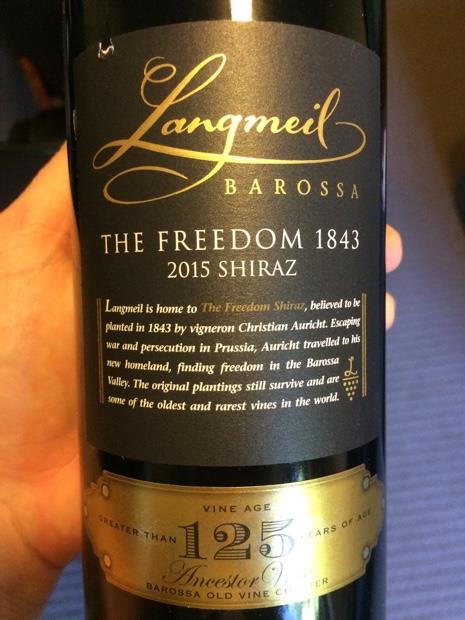 Langmeil
BAROSSA
THE FREEDOM 1843
2015 SHIRAZ
Langmeil is home to The Freedom Shiraz, believed to be
planted in 1843 by vigneron Christian Auricht. Escaping
war and persecution in Prussia, Auricht travelled to his
new homeland, finding freedom in the Barossa
Valley. The original plantings still survive and are
some of the oldest and rarest vines in the world.
L
VINE AGE
GREATER THAN 125 YEARS OF AGE
Ancestor
BAROSSA OLD VINE CHARTER